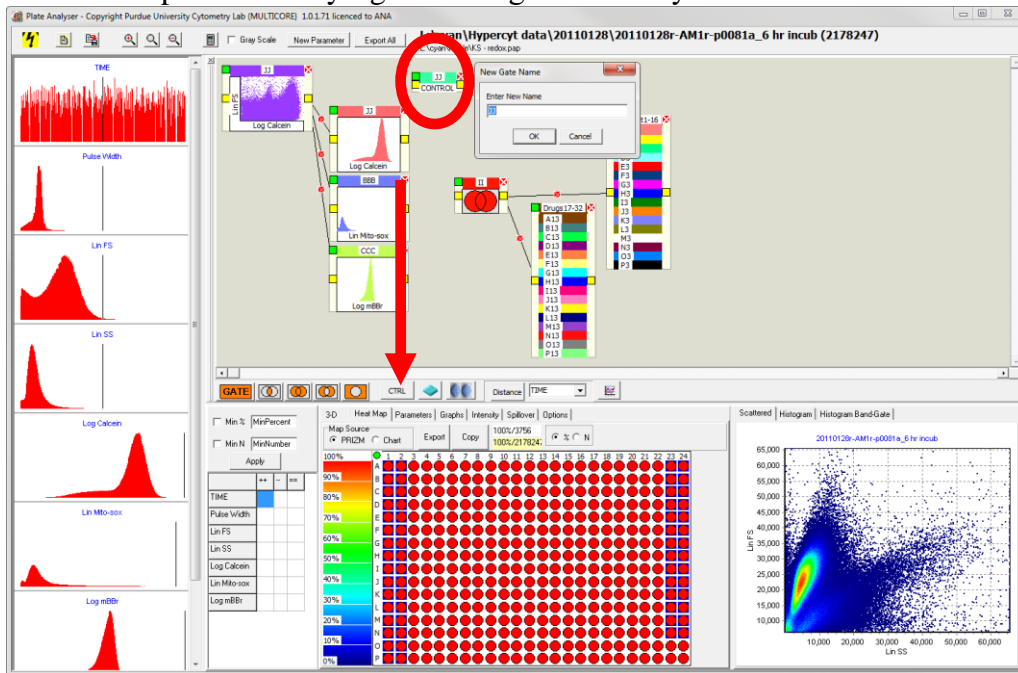 Plate Analyser - Copyright Purdue University Cytometry Lab (MULTICORE) 1.0.1.71 licenced to ANA
Gray Scale
New Parameter
Export All
\Hypercyt data\20110128\20110128r-AM1r-p0081a_6 hr incub (2178247)
KS - redox.pap
TIME
Pulse Width
Lin FS
Lin SS
Log Calcein
Lin Mito-sox
Log mBBr
JJ
Lin FS
Log Calcein
JJ
Log Calcein
BBB
Lin Mito-sox
CCC
Log mBBr
JJ
CONTROL
New Gate Name
Enter New Name
JJ
OK Cancel
II
Drugs17-32
A13
B13
C13
D13
E13
F13
G13
H13
I13
J13
K13
L13
M13
N13
O13
P13
1-16
E3
F3
G3
H3
I3
J3
K3
L3
M3
N3
O3
P3
GATE
CTRL
Distance TIME
Min % MinPercent
Min N MinNumber
Apply
++ - ==
TIME
Pulse Width
Lin FS
Lin SS
Log Calcein
Lin Mito-sox
Log mBBr
3-D Heat Map Parameters Graphs Intensity Spillover Options
Map Source
PRIZM Chart
Export Copy
100%/3756
100%/217824
% N
1 2 3 4 5 6 7 8 9 10 11 12 13 14 15 16 17 18 19 20 21 22 23 24
100%
90%
80%
70%
60%
50%
40%
30%
20%
10%
0%
A
B
C
D
E
F
G
H
I
J
K
L
M
N
O
P
Scattered Histogram Histogram Band-Gate
20110128r-AM1r-p0081a_6 hr incub
65,000
60,000
55,000
50,000
45,000
40,000
35,000
30,000
25,000
20,000
15,000
10,000
Lin FS
10,000 20,000 30,000 40,000 50,000 60,000
Lin SS